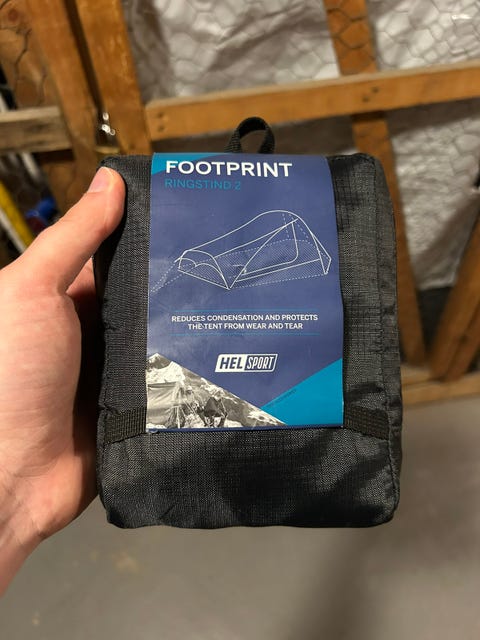 FOOTPRINT
RINGSTIND 2
REDUCES CONDENSATION AND PROTECTS
THE TENT FROM WEAR AND TEAR
HELSPORT